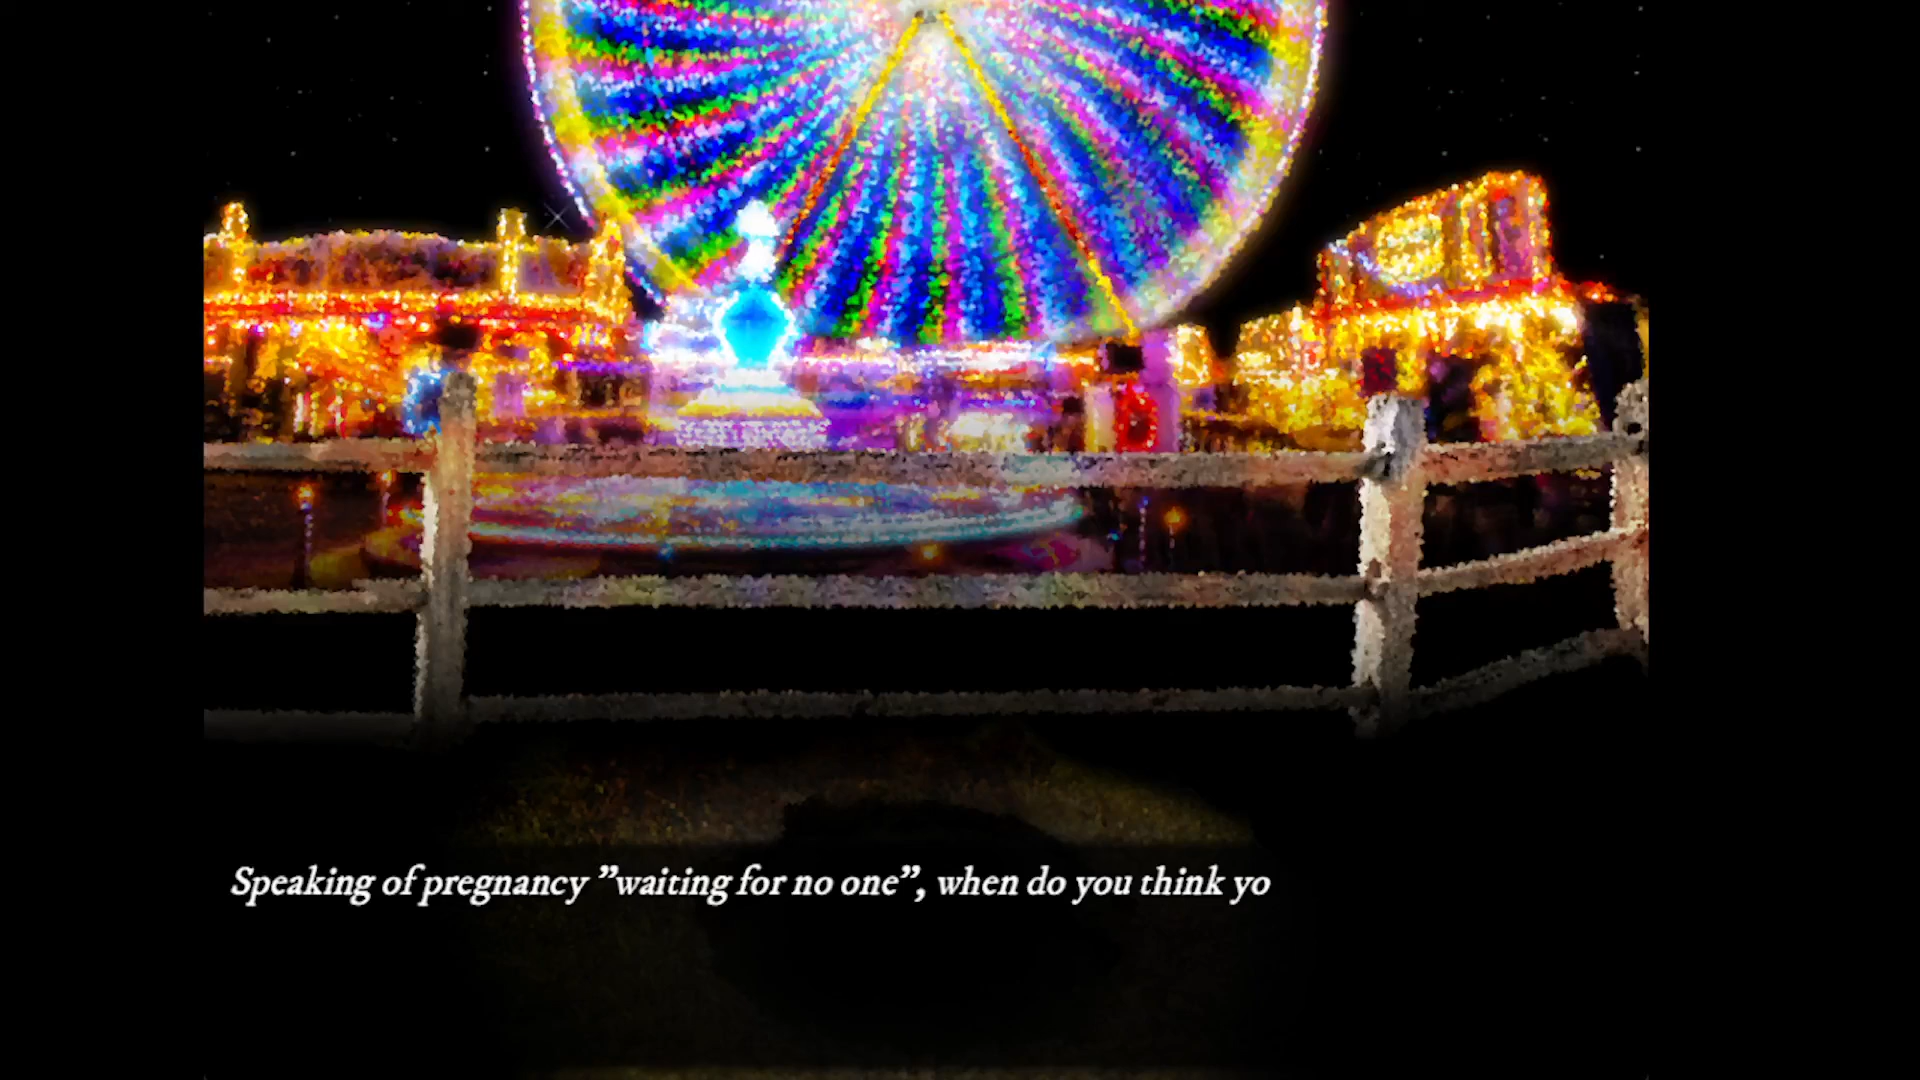 Speaking of pregnancy ”waiting for no one”, when do you think yo